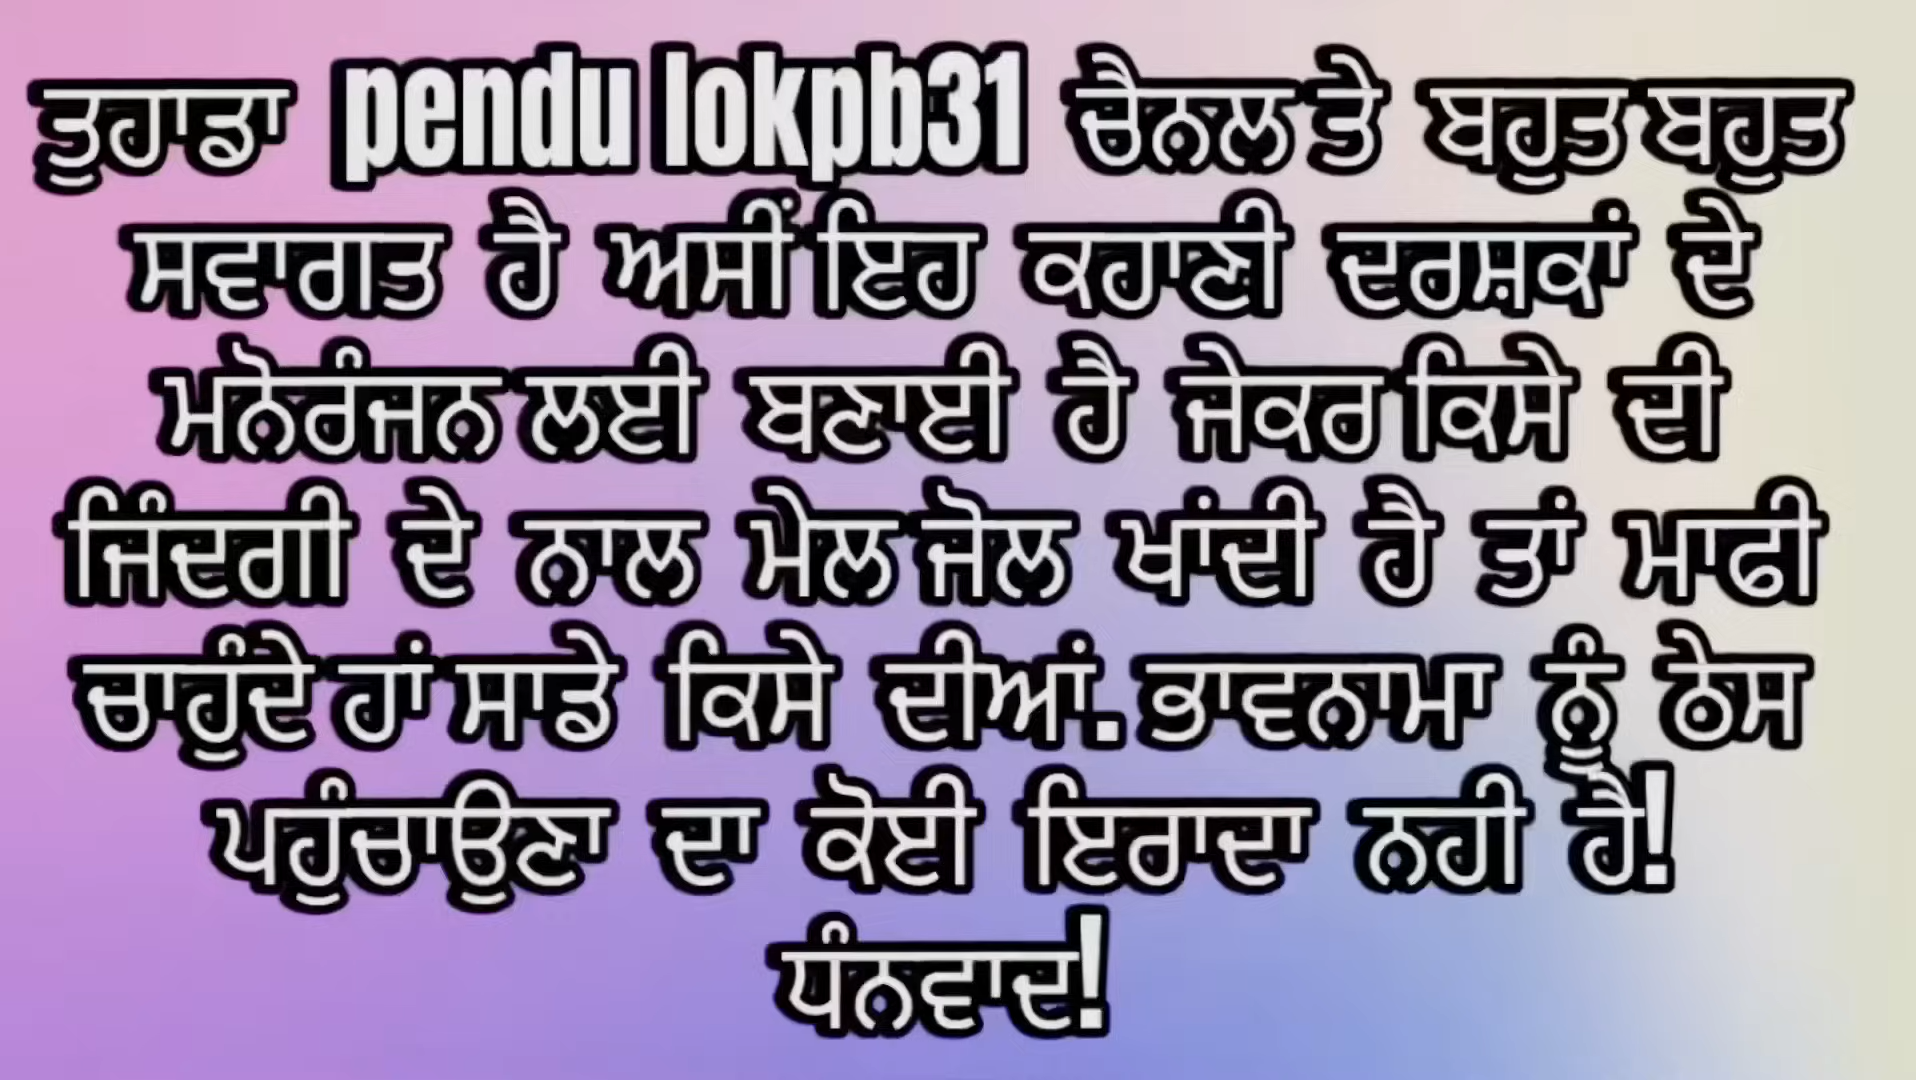 ਤੁਹਾਡਾ pendu lokpb31 ਚੈਨਲ ਤੇ ਬਹੁਤ ਬਹੁਤ
ਸਵਾਗਤ ਹੈ ਅਸੀਂ ਇਹ ਕਹਾਣੀ ਦਰਸ਼ਕਾਂ ਦੇ
ਮਨੋਰੰਜਨ ਲਈ ਬਣਾਈ ਹੈ ਜੇਕਰ ਕਿਸੇ ਦੀ
ਜਿੰਦਗੀ ਦੇ ਨਾਲ ਮੇਲ ਜੋਲ ਖਾਂਦੀ ਹੈ ਤਾਂ ਮਾਫੀ
ਚਾਹੁੰਦੇ ਹਾਂ ਸਾਡੇ ਕਿਸੇ ਦੀਆਂ. ਭਾਵਨਾਮਾ ਨੂੰ ਠੇਸ
ਪਹੁੰਚਾਉਣਾ ਦਾ ਕੋਈ ਇਰਾਦਾ ਨਹੀ ਹੈ!
ਧੰਨਵਾਦ!